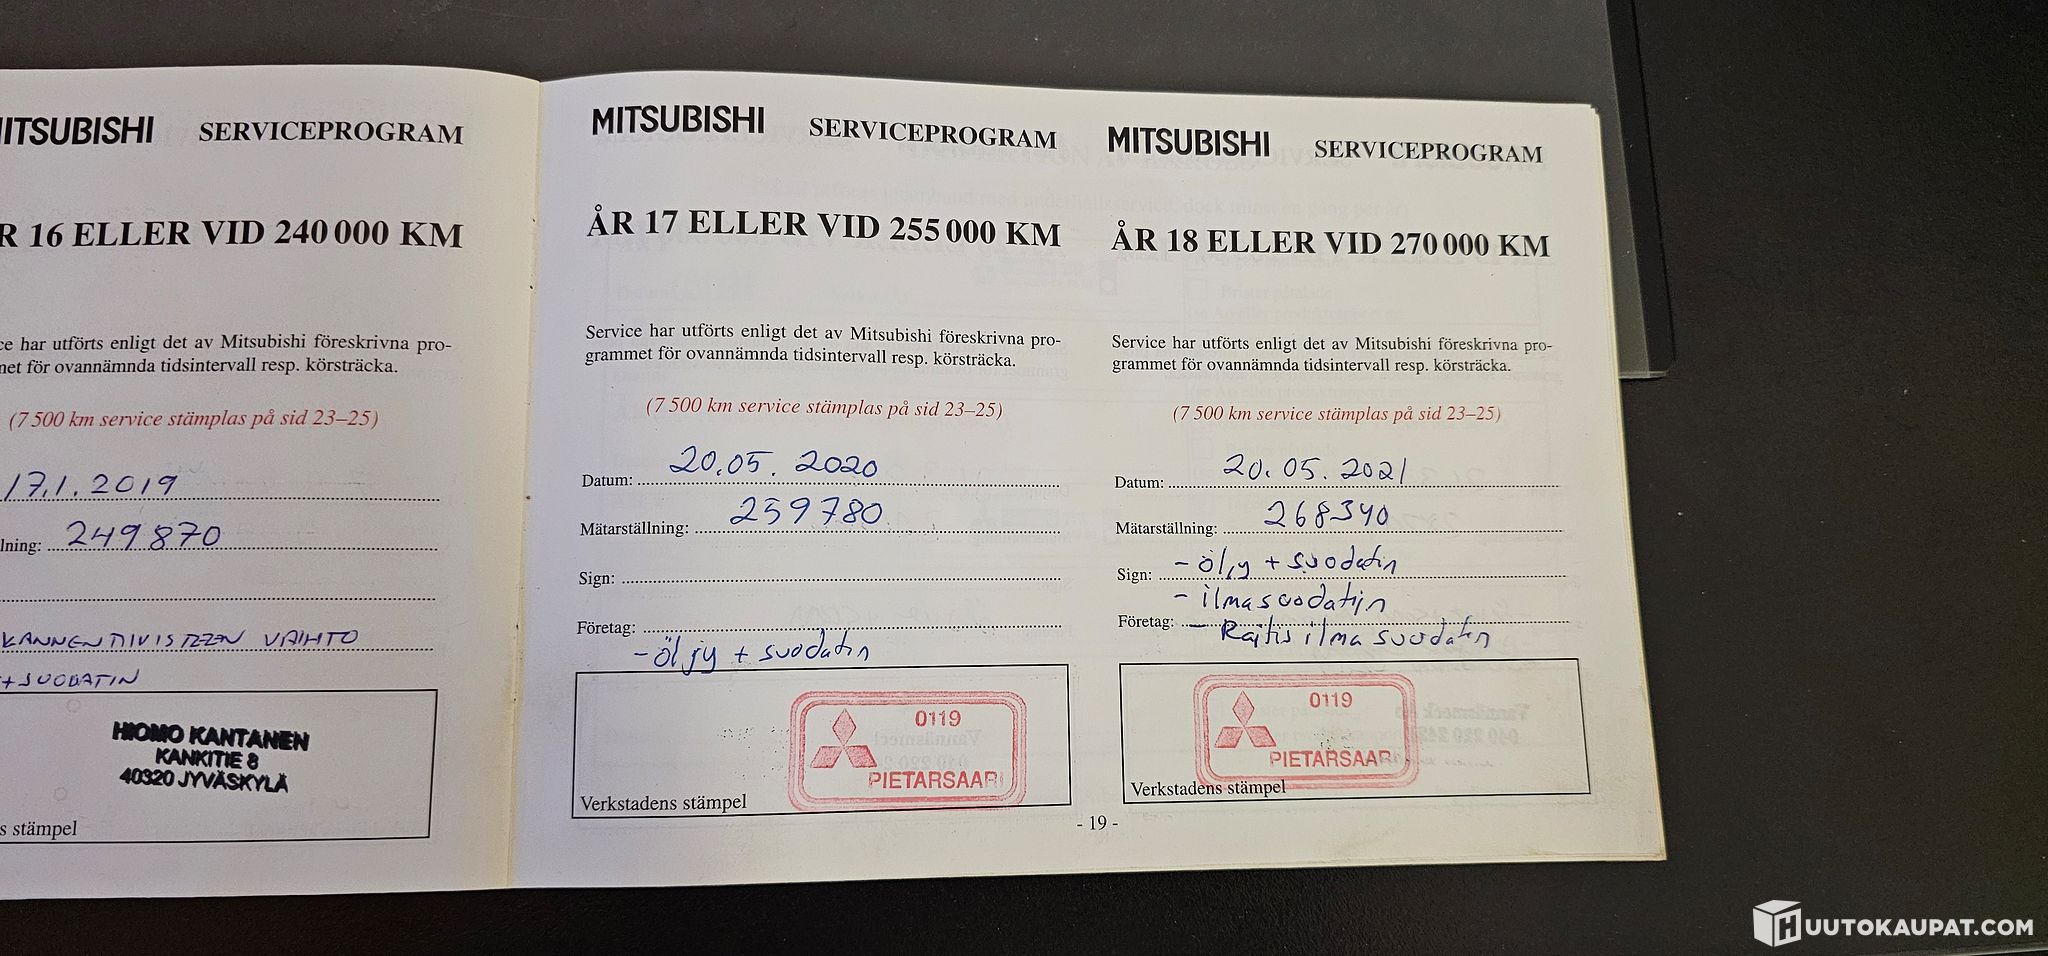 MITSUBISHI SERVICEPROGRAM
R 16 ELLER VID 240 000 KM
ce har utförts enligt det av Mitsubishi föreskrivna pro-
met för ovannämnda tidsintervall resp. körsträcka.
(7 500 km service stämplas på sid 23–25)
17.1.2019
lning: 249870
KANNENTIIVISTEEN VAIHTO
+SUODATIN
HIOMO KANTANEN
KANKITIE 8
40320 JYVÄSKYLÄ
s stämpel
MITSUBISHI SERVICEPROGRAM
ÅR 17 ELLER VID 255 000 KM
Service har utförts enligt det av Mitsubishi föreskrivna pro-
grammet för ovannämnda tidsintervall resp. körsträcka.
(7 500 km service stämplas på sid 23–25)
Datum: 20.05.2020
Mätarställning: 259780
Sign:
Företag:
- öljy + suodatin
0119
PIETARSAARI
Verkstadens stämpel
MITSUBISHI SERVICEPROGRAM
ÅR 18 ELLER VID 270 000 KM
Service har utförts enligt det av Mitsubishi föreskrivna pro-
grammet för ovannämnda tidsintervall resp. körsträcka.
(7 500 km service stämplas på sid 23–25)
Datum: 20.05.2021
Mätarställning: 268340
Sign: - öljy + suodatin
- ilmasuodatin
Företag: - Raitis ilma suodatin
0119
PIETARSAARI
Verkstadens stämpel
- 19 -
HUUTOKAUPAT.COM